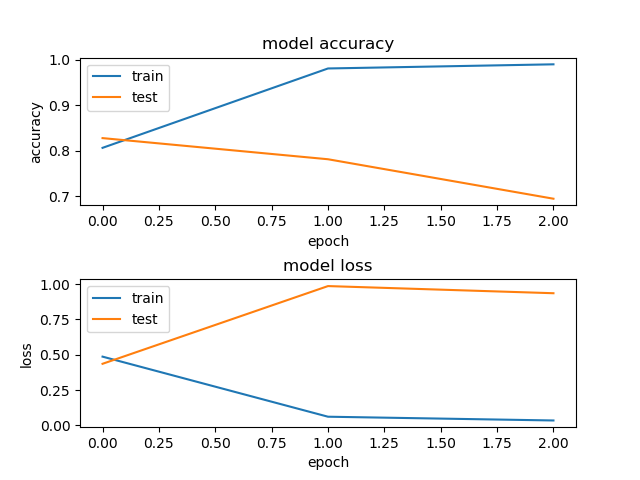 model accuracy
1.0
0.9
0.8
0.7
accuracy
train
test
0.00 0.25 0.50 0.75 1.00 1.25 1.50 1.75 2.00
epoch
model loss
1.00
0.75
0.50
0.25
0.00
loss
train
test
0.00 0.25 0.50 0.75 1.00 1.25 1.50 1.75 2.00
epoch